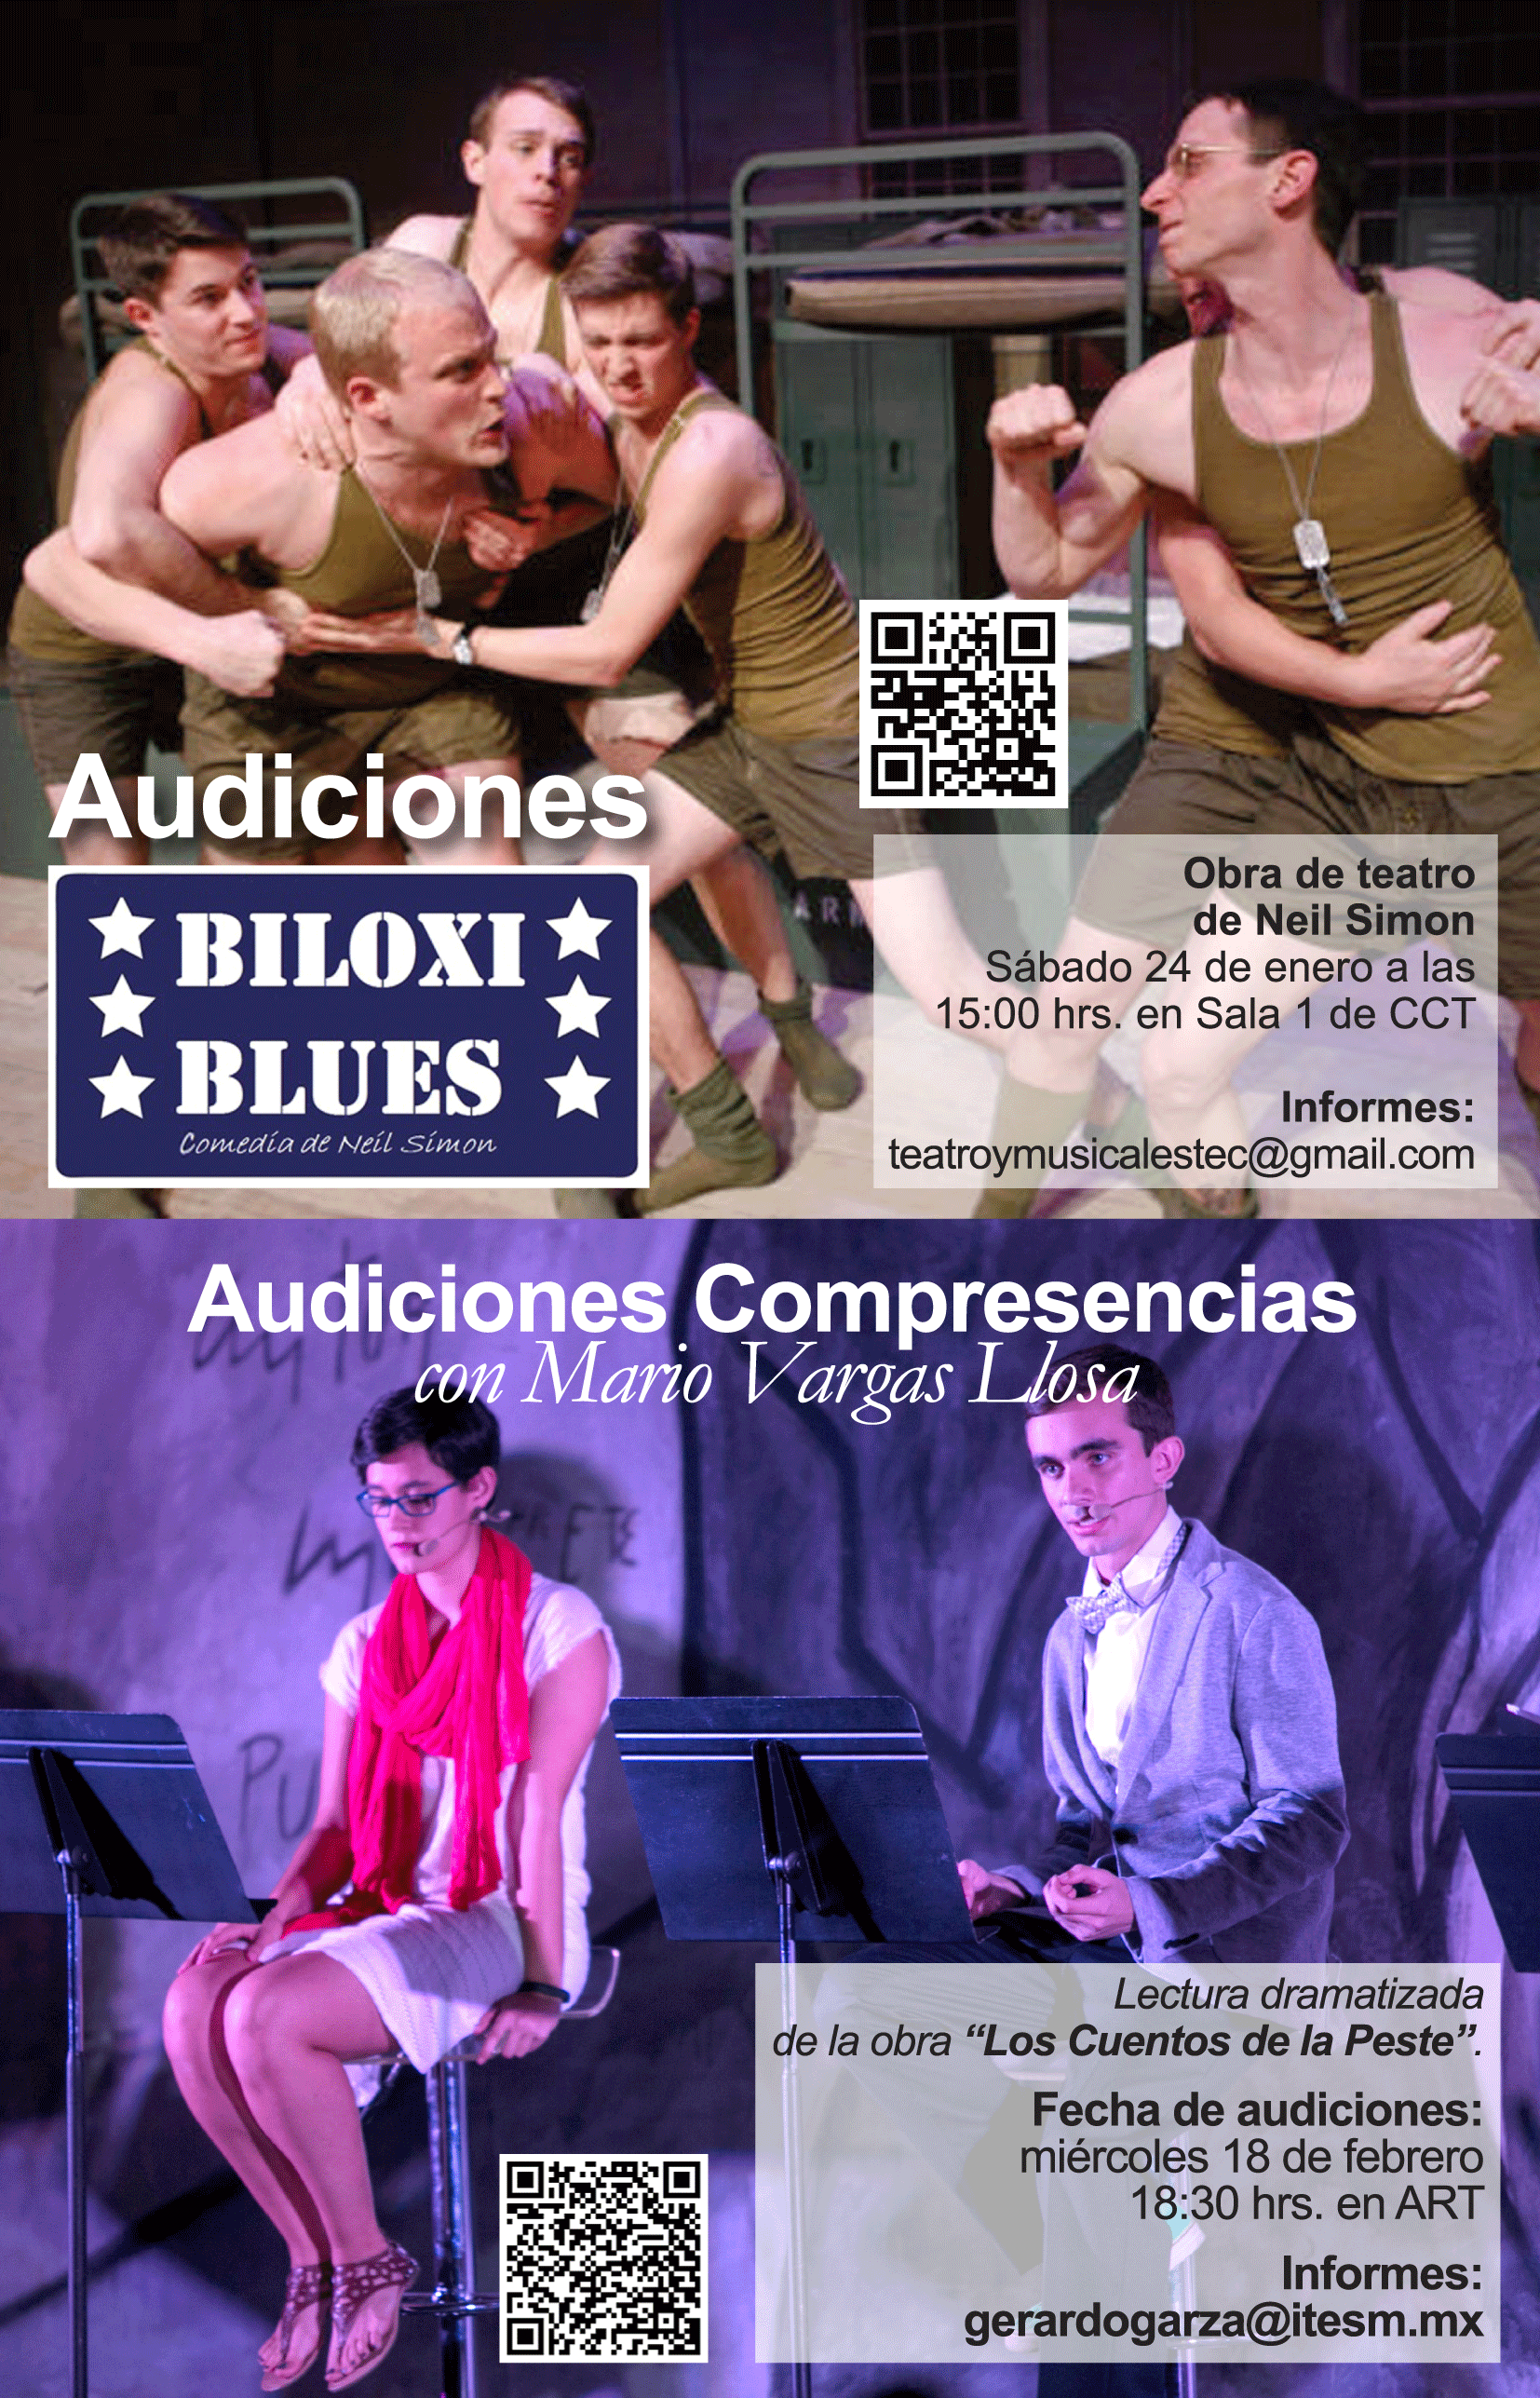 Audiciones
BILOXI
BLUES
Comedia de Neil Simon
Obra de teatro
de Neil Simon
Sábado 24 de enero a las
15:00 hrs. en Sala 1 de CCT
Informes:
teatroymusicalestec@gmail.com
Audiciones Compresencias
con Mario Vargas Llosa
Lectura dramatizada
de la obra “Los Cuentos de la Peste”.
Fecha de audiciones:
miércoles 18 de febrero
18:30 hrs. en ART
Informes:
gerardogarza@itesm.mx